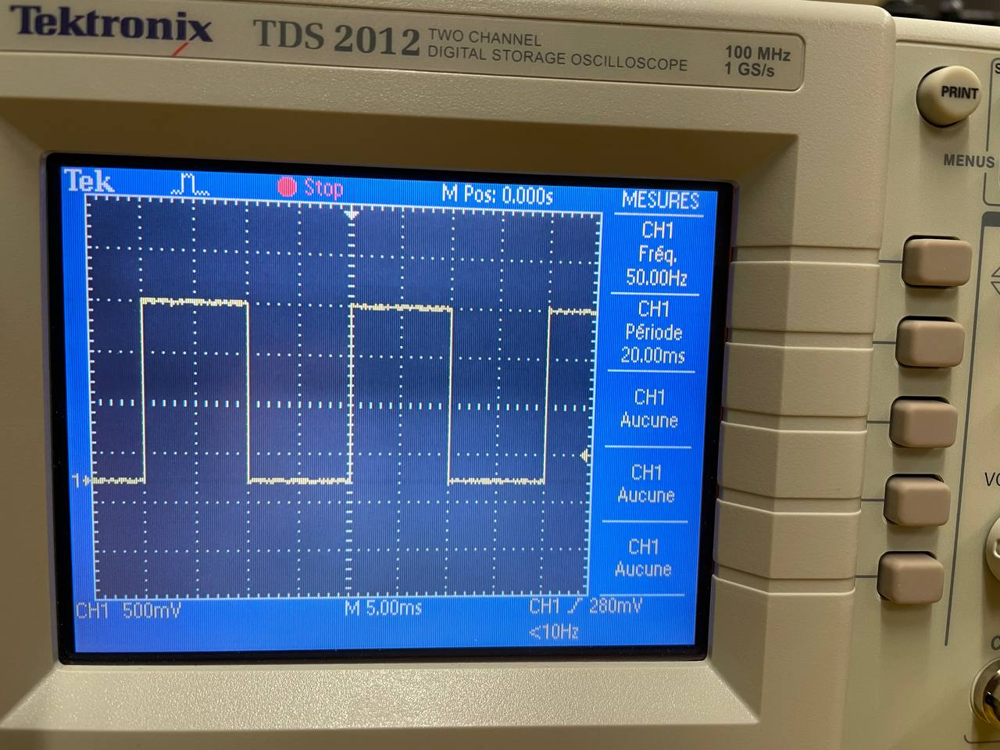 Tektronix
TDS 2012
TWO CHANNEL
DIGITAL STORAGE OSCILLOSCOPE
100 MHz
1 GS/s
PRINT
MENUS
Tek
Stop
M Pos: 0.000s
MESURES
CH1
Fréq.
50.00Hz
CH1
Période
20.00ms
CH1
Aucune
CH1
Aucune
CH1
Aucune
1
CH1 500mV
M 5.00ms
CH1 280mV
<10Hz